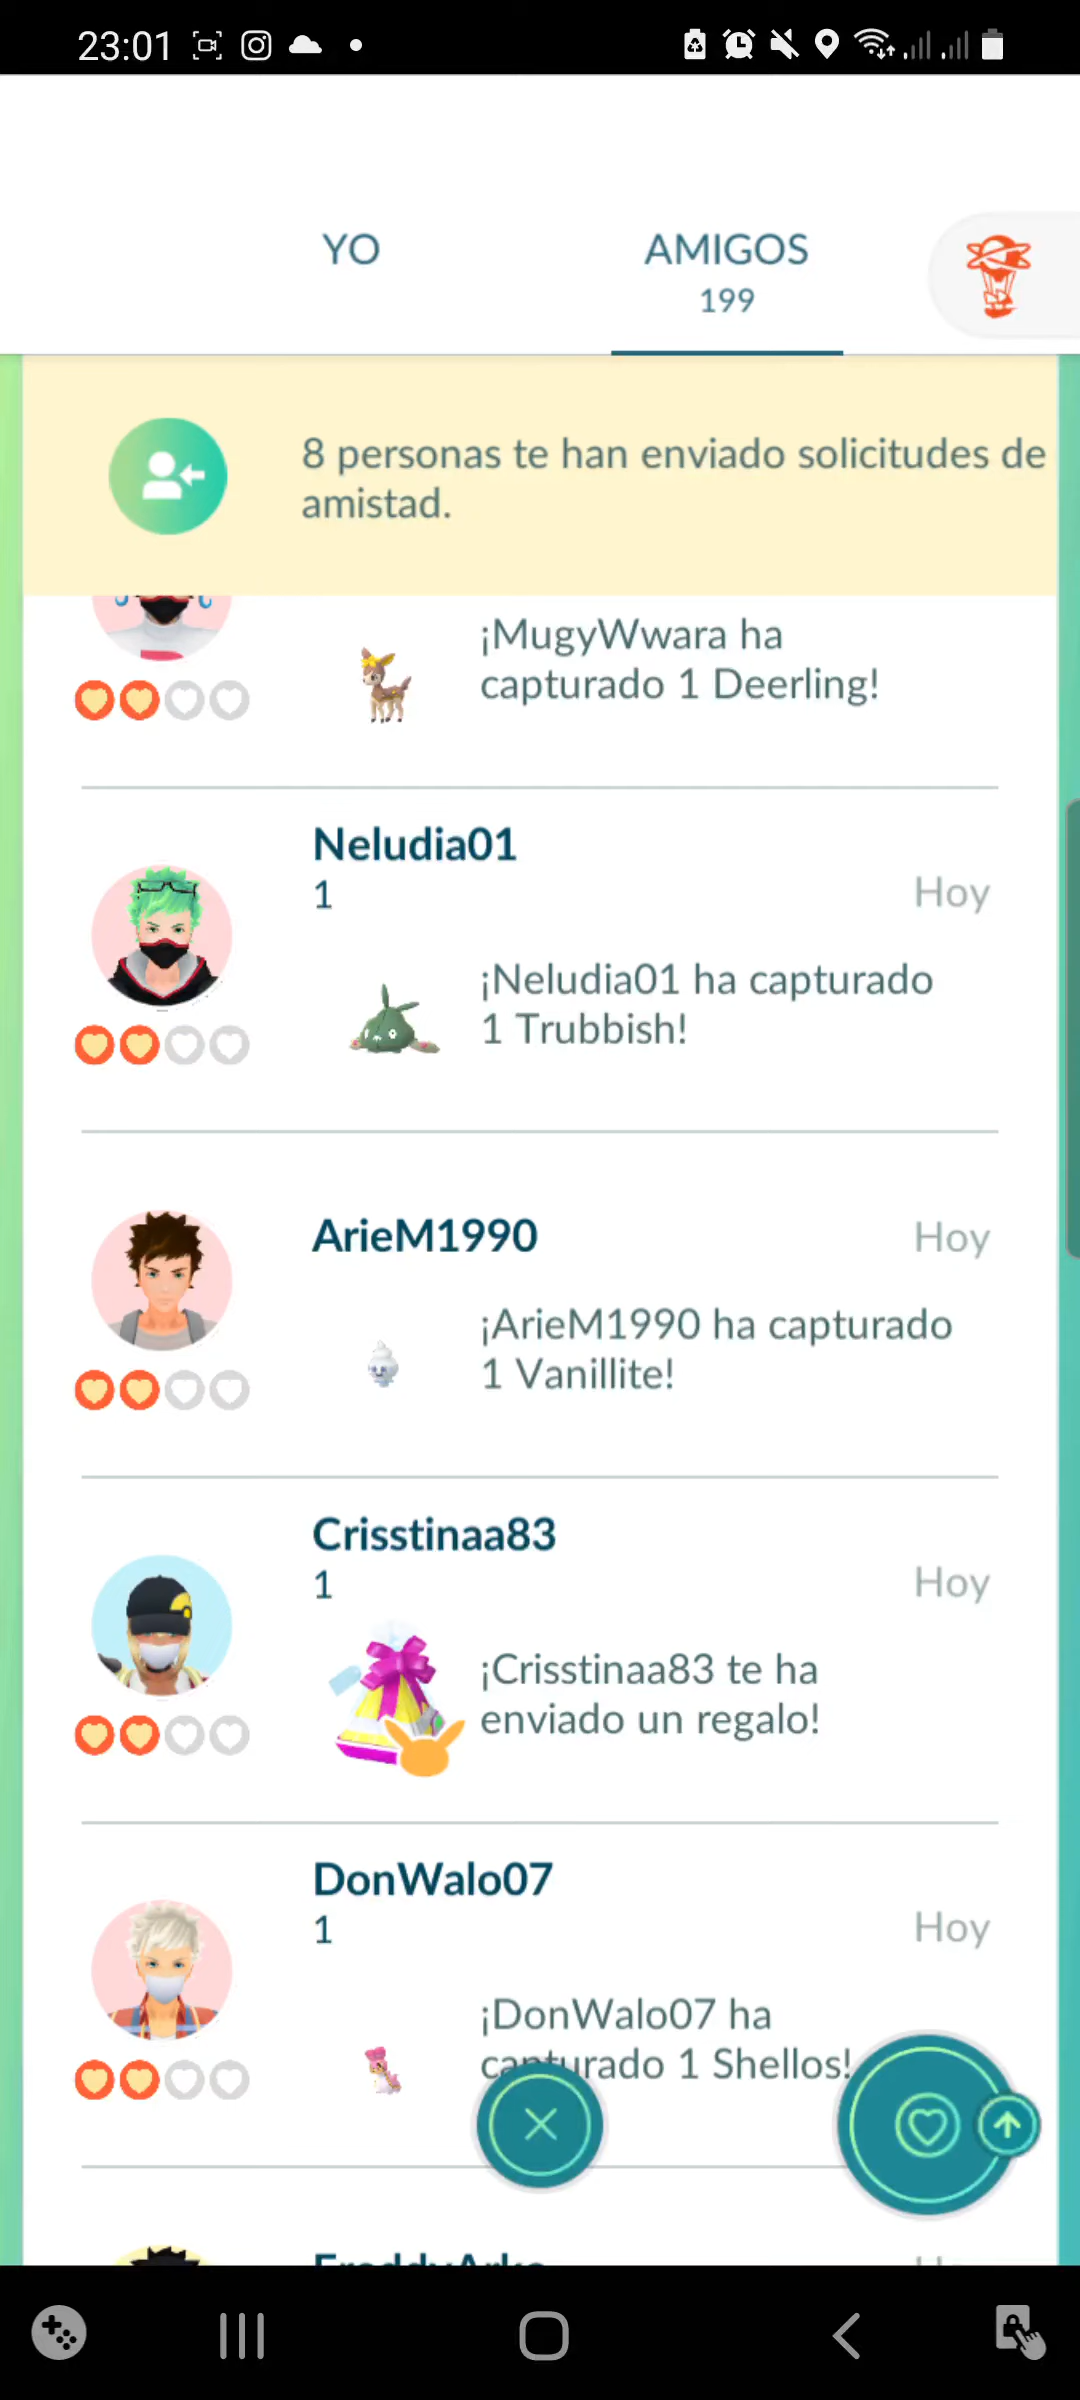 23:01
YO
AMIGOS
199
8 personas te han enviado solicitudes de
amistad.
¡MugyWwara ha
capturado 1 Deerling!
Neludia01
1
Hoy
¡Neludia01 ha capturado
1 Trubbish!
ArieM1990
Hoy
¡ArieM1990 ha capturado
1 Vanillite!
Crisstinaa83
1
Hoy
¡Crisstinaa83 te ha
enviado un regalo!
DonWalo07
1
Hoy
¡DonWalo07 ha
capturado 1 Shellos!